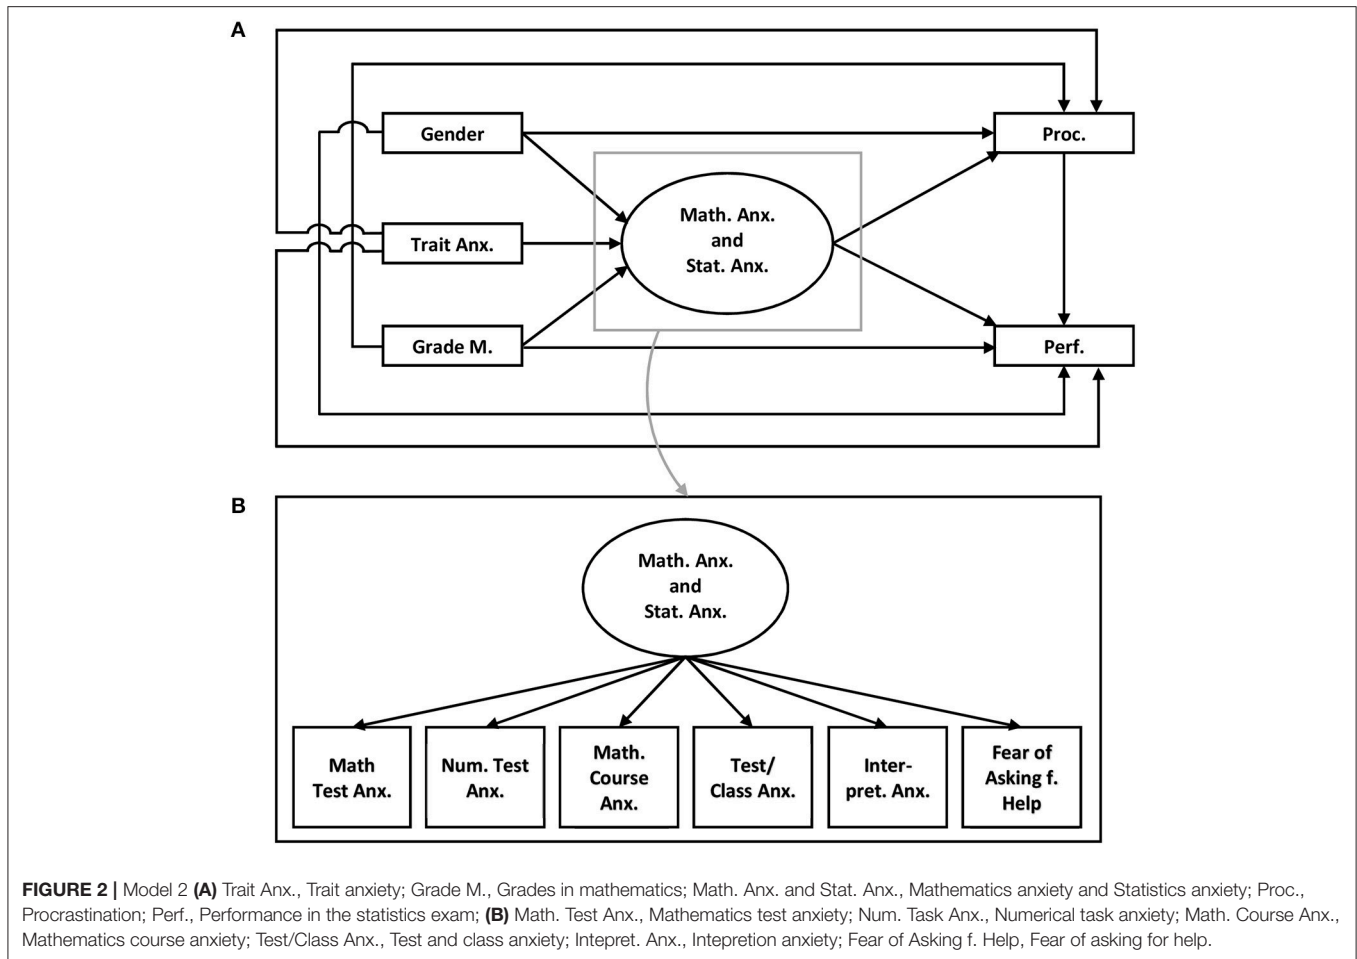 A
Gender
Proc.
Math. Anx.
and
Stat. Anx.
Trait Anx.
Grade M.
Perf.
B
Math. Anx.
and
Stat. Anx.
Math
Test Anx.
Num. Test
Anx.
Math.
Course
Anx.
Test/
Class Anx.
Inter-
pret. Anx.
Fear of
Asking f.
Help
FIGURE 2 | Model 2 (A) Trait Anx., Trait anxiety; Grade M., Grades in mathematics; Math. Anx. and Stat. Anx., Mathematics anxiety and Statistics anxiety; Proc.,
Procrastination; Perf., Performance in the statistics exam; (B) Math. Test Anx., Mathematics test anxiety; Num. Task Anx., Numerical task anxiety; Math. Course Anx.,
Mathematics course anxiety; Test/Class Anx., Test and class anxiety; Intepret. Anx., Intepretion anxiety; Fear of Asking f. Help, Fear of asking for help.